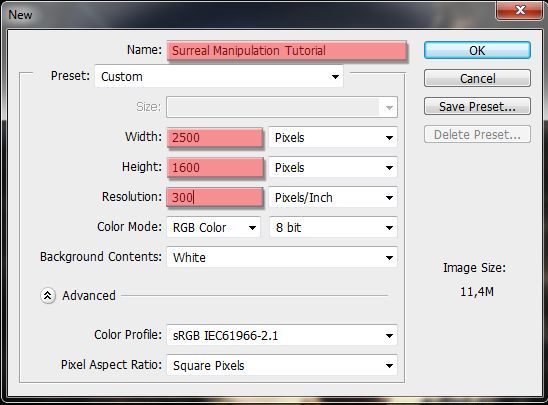 New
Name: Surreal Manipulation Tutorial
OK
Preset: Custom
Cancel
Size:
Save Preset...
Width: 2500 Pixels
Delete Preset...
Height: 1600 Pixels
Resolution: 300 Pixels/Inch
Color Mode: RGB Color 8 bit
Background Contents: White
Image Size:
11,4M
Advanced
Color Profile: sRGB IEC61966-2.1
Pixel Aspect Ratio: Square Pixels